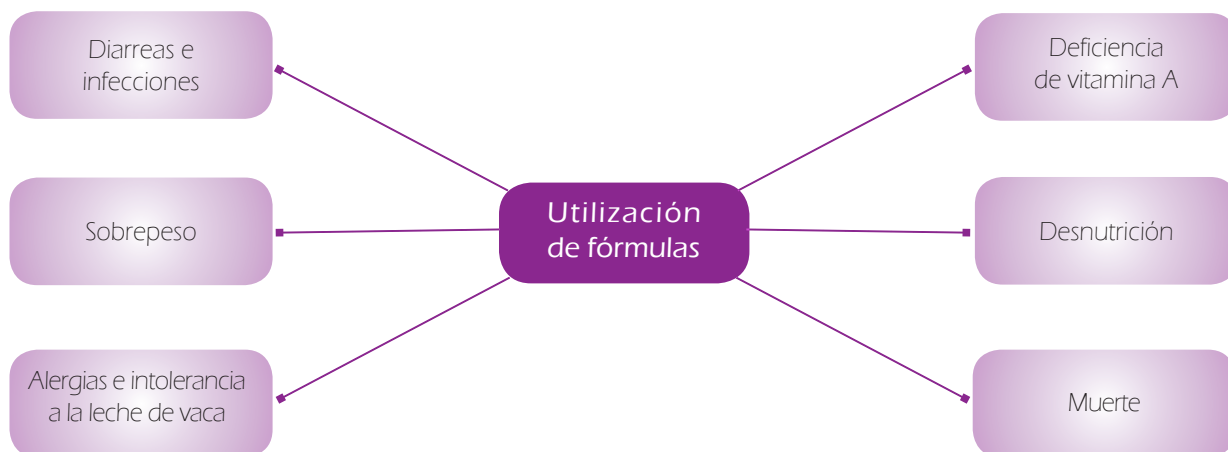 Diarreas e
infecciones
Sobrepeso
Alergias e intolerancia
a la leche de vaca
Utilización
de fórmulas
Deficiencia
de vitamina A
Desnutrición
Muerte